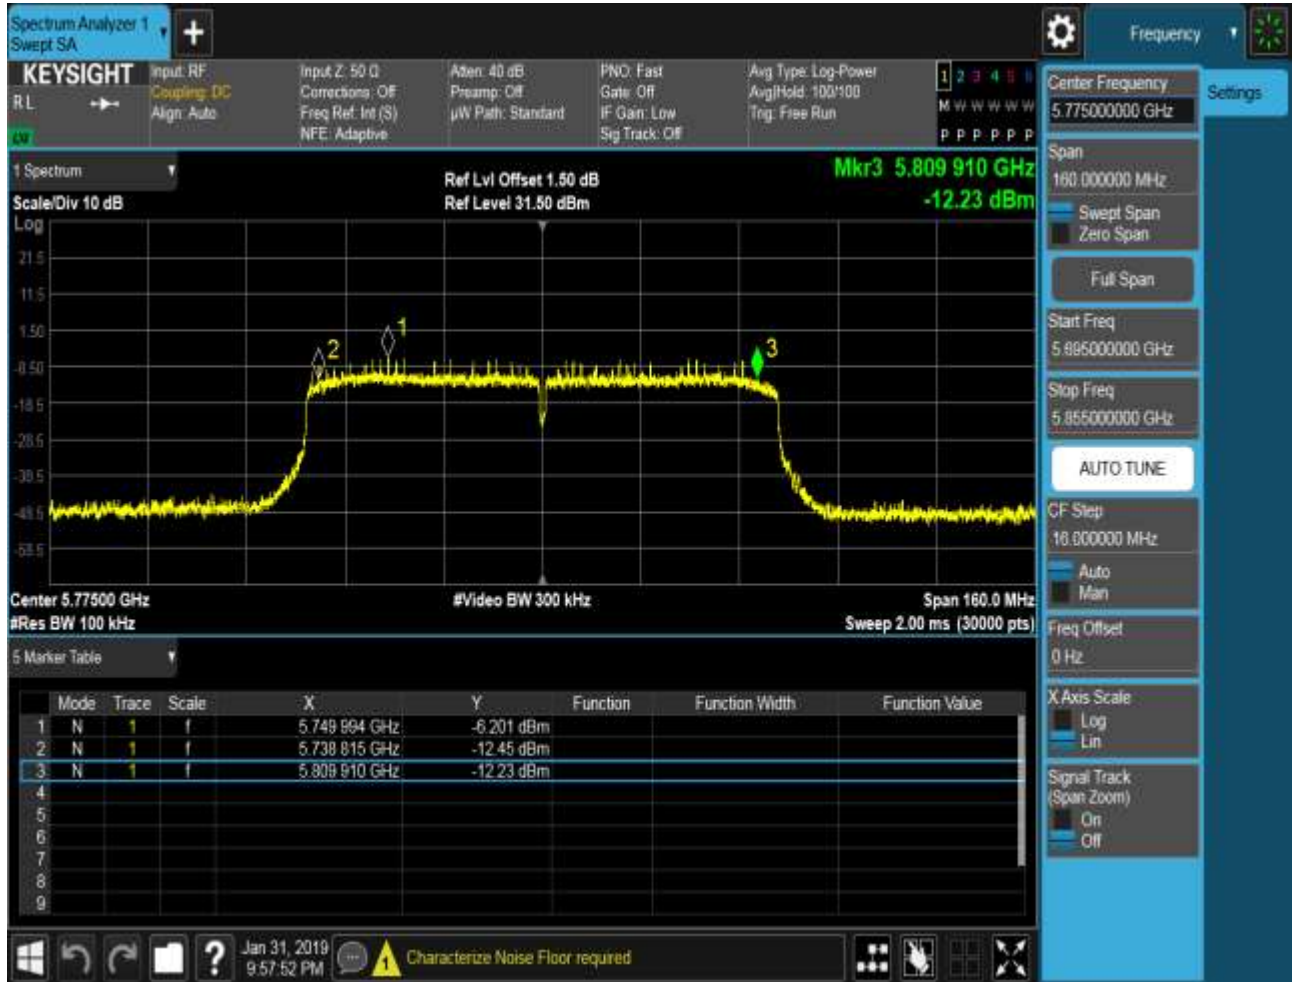 Spectrum Analyzer 1
Swept SA
+
Frequency
KEYSIGHT
RL
Input: RF
Coupling: DC
Align: Auto
Input Z: 50 Ω
Corrections: Off
Freq Ref: Int (S)
NFE: Adaptive
Atten: 40 dB
Preamp: Off
µW Path: Standard
PNO: Fast
Gate: Off
IF Gain: Low
Sig Track: Off
Avg Type: Log-Power
Avg|Hold: 100/100
Trig: Free Run
1 2 3 4 5 6
M W W W W W
P P P P P P
1 Spectrum
Scale/Div 10 dB
Log
Ref Lvl Offset 1.50 dB
Ref Level 31.50 dBm
Mkr3 5.809 910 GHz
-12.23 dBm
21.5
11.5
1.50
-8.50
-18.5
-28.6
-38.5
-48.5
-58.5
1
2
3
Center 5.77500 GHz
#Video BW 300 kHz
Span 160.0 MHz
#Res BW 100 kHz
Sweep 2.00 ms (30000 pts)
5 Marker Table
Mode Trace Scale X Y Function Function Width Function Value
1 N 1 f 5.749 994 GHz -6.201 dBm
2 N 1 f 5.738 815 GHz -12.45 dBm
3 N 1 f 5.809 910 GHz -12.23 dBm
4
5
6
7
8
9
Center Frequency
5.775000000 GHz
Settings
Span
160.000000 MHz
Swept Span
Zero Span
Full Span
Start Freq
5.695000000 GHz
Stop Freq
5.855000000 GHz
AUTO TUNE
CF Step
16.000000 MHz
Auto
Man
Freq Offset
0 Hz
X Axis Scale
Log
Lin
Signal Track
(Span Zoom)
On
Off
?
Jan 31, 2019
9:57:52 PM
1
Characterize Noise Floor required